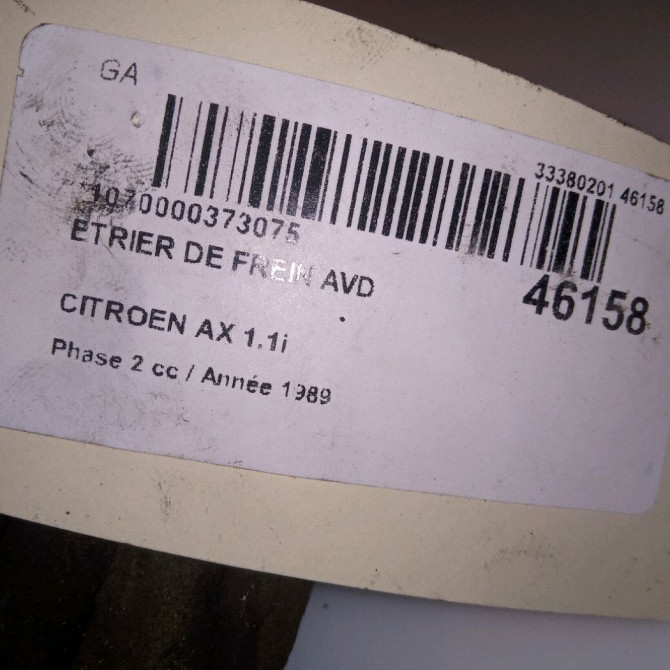 GA
33380201 46158
*1070000373075
ETRIER DE FREIN AVD
46158
CITROEN AX 1.1i
Phase 2 cc / Année 1989